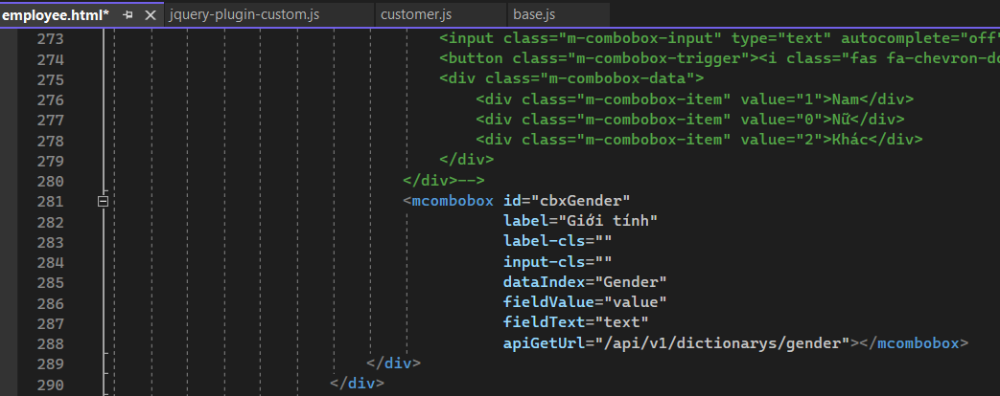 employee.html*
jquery-plugin-custom.js
customer.js
base.js
273 <input class="m-combobox-input" type="text" autocomplete="off"
274 <button class="m-combobox-trigger"><i class="fas fa-chevron-do
275 <div class="m-combobox-data">
276 <div class="m-combobox-item" value="1">Nam</div>
277 <div class="m-combobox-item" value="0">Nữ</div>
278 <div class="m-combobox-item" value="2">Khác</div>
279 </div>
280 </div>-->
281 <mcombobox id="cbxGender"
282 label="Giới tính"
283 label-cls=""
284 input-cls=""
285 dataIndex="Gender"
286 fieldValue="value"
287 fieldText="text"
288 apiGetUrl="/api/v1/dictionarys/gender"></mcombobox>
289 </div>
290 </div>